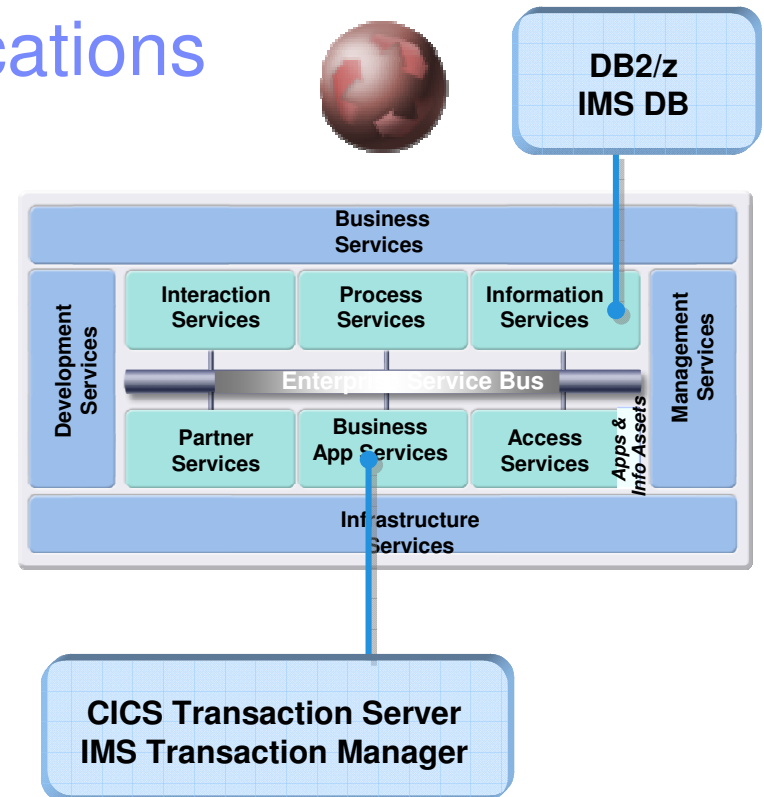 cations
DB2/z
IMS DB
Business
Services
Interaction
Services
Process
Services
Information
Services
Development
Services
Management
Services
Enterprise Service Bus
Partner
Services
Business
App Services
Access
Services
Apps &
Info Assets
Infrastructure
Services
CICS Transaction Server
IMS Transaction Manager